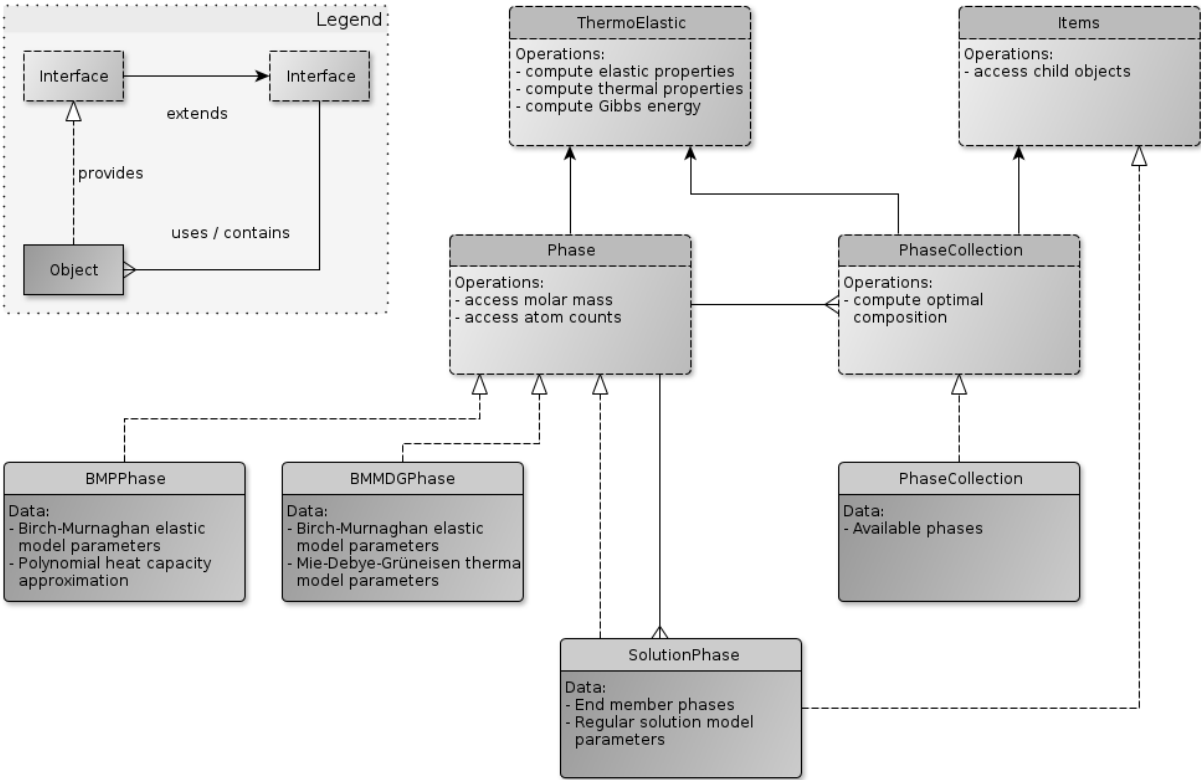 Legend
Interface
Interface
extends
provides
uses / contains
Object
ThermoElastic
Operations:
- compute elastic properties
- compute thermal properties
- compute Gibbs energy
Items
Operations:
- access child objects
Phase
Operations:
- access molar mass
- access atom counts
PhaseCollection
Operations:
- compute optimal
composition
BMPPhase
Data:
- Birch-Murnaghan elastic
model parameters
- Polynomial heat capacity
approximation
BMMDGPhase
Data:
- Birch-Murnaghan elastic
model parameters
- Mie-Debye-Grüneisen therma
model parameters
PhaseCollection
Data:
- Available phases
SolutionPhase
Data:
- End member phases
- Regular solution model
parameters